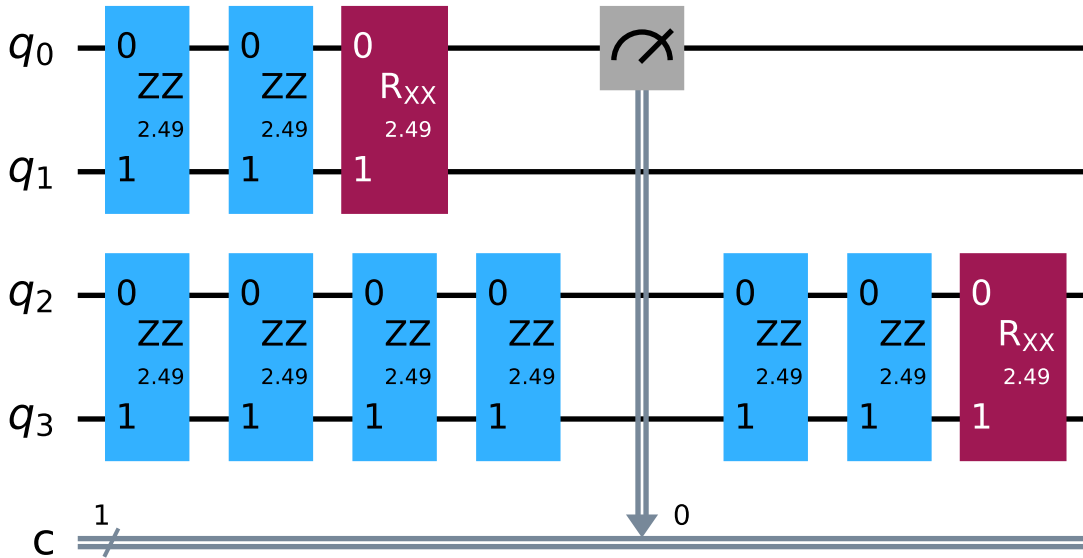 q0 0 0 0
ZZ ZZ RXX
2.49 2.49 2.49
q1 1 1 1
q2 0 0 0 0 0 0 0
ZZ ZZ ZZ ZZ ZZ ZZ RXX
2.49 2.49 2.49 2.49 2.49 2.49 2.49
q3 1 1 1 1 1 1 1
1 0
c